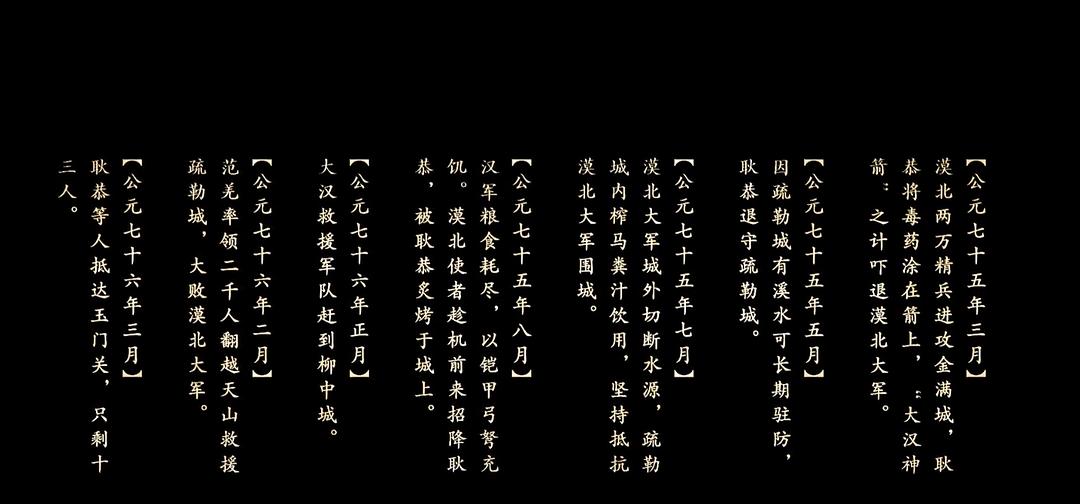 【公元七十五年三月】
漠北两万精兵进攻金满城，耿
恭将毒药涂在箭上，“大汉神
箭”之计吓退漠北大军。
【公元七十五年五月】
因疏勒城有溪水可长期驻防，
耿恭退守疏勒城。
【公元七十五年七月】
漠北大军城外切断水源，疏勒
城内榨马粪汁饮用，坚持抵抗
漠北大军围城。
【公元七十五年八月】
汉军粮食耗尽，以铠甲弓弩充
饥。漠北使者趁机前来招降耿
恭，被耿恭炙烤于城上。
【公元七十六年正月】
大汉救援军队赶到柳中城。
【公元七十六年二月】
范羌率领二千人翻越天山救援
疏勒城，大败漠北大军。
【公元七十六年三月】
耿恭等人抵达玉门关，只剩十
三人。